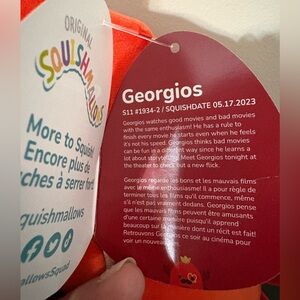 ORIGINAL
SQUISHMALLOWS
More to Squish
Encore plus de
ches à serrer fort
quishmallows
allowsSquad
Georgios
S11 #1934-2 / SQUISHDATE 05.17.2023
Georgios watches good movies and bad movies
with the same enthusiasm! He has a rule to
finish every movie he starts even when he feels
it's not his speed. Georgios thinks bad movies
can be fun in a different way since he learns a
lot about storytelling. Meet Georgios tonight at
the theater to check out a new flick.
Georgios regarde les bons et les mauvais films
avec le même enthousiasme! Il a pour règle de
terminer tous les films qu'il commence, même
s'il n'est pas vraiment dedans. Georgios pense
que les mauvais films peuvent être amusants
d'une certaine manière puisqu'il apprend
beaucoup sur la manière dont un récit est fait!
Retrouvons Georgios ce soir au cinéma pour
voir un nouveau